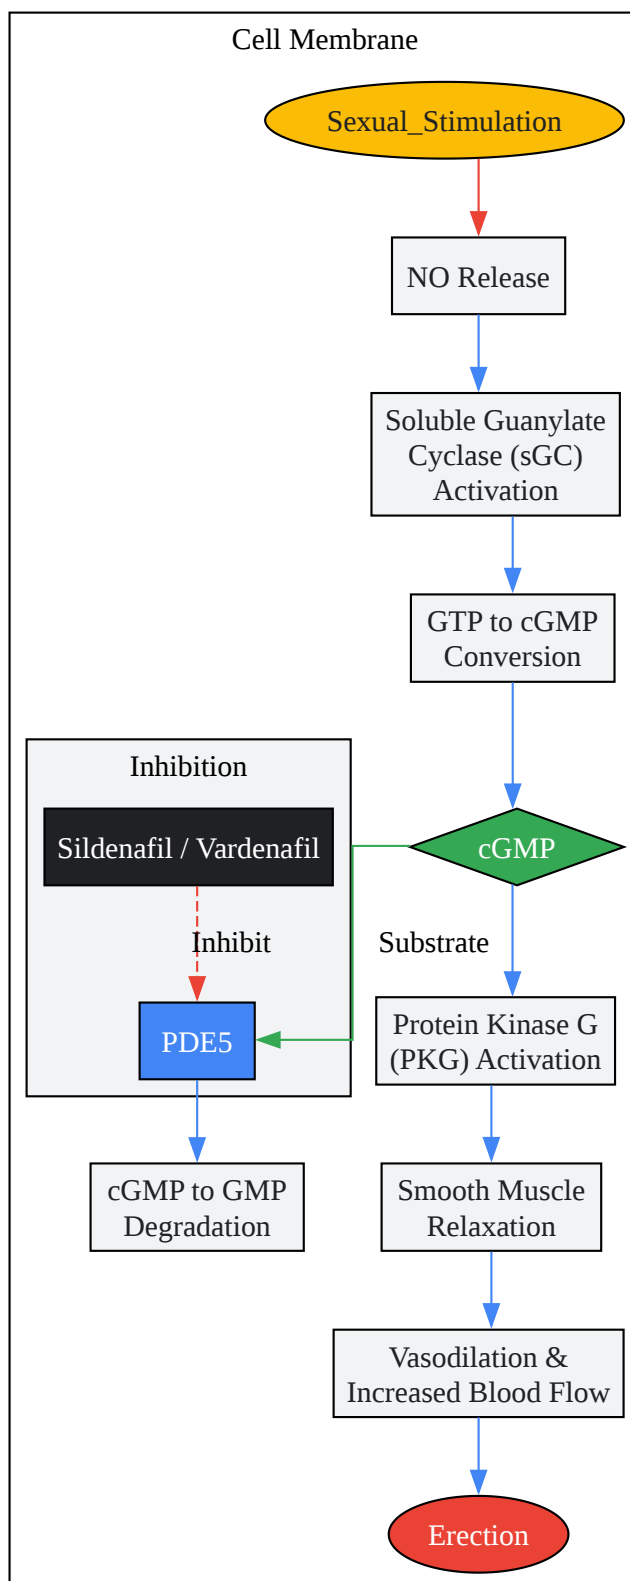 Cell Membrane
Sexual_Stimulation
NO Release
Soluble Guanylate
Cyclase (sGC)
Activation
GTP to cGMP
Conversion
Inhibition
Sildenafil / Vardenafil
cGMP
Inhibit
Substrate
PDE5
Protein Kinase G
(PKG) Activation
cGMP to GMP
Degradation
Smooth Muscle
Relaxation
Vasodilation &
Increased Blood Flow
Erection